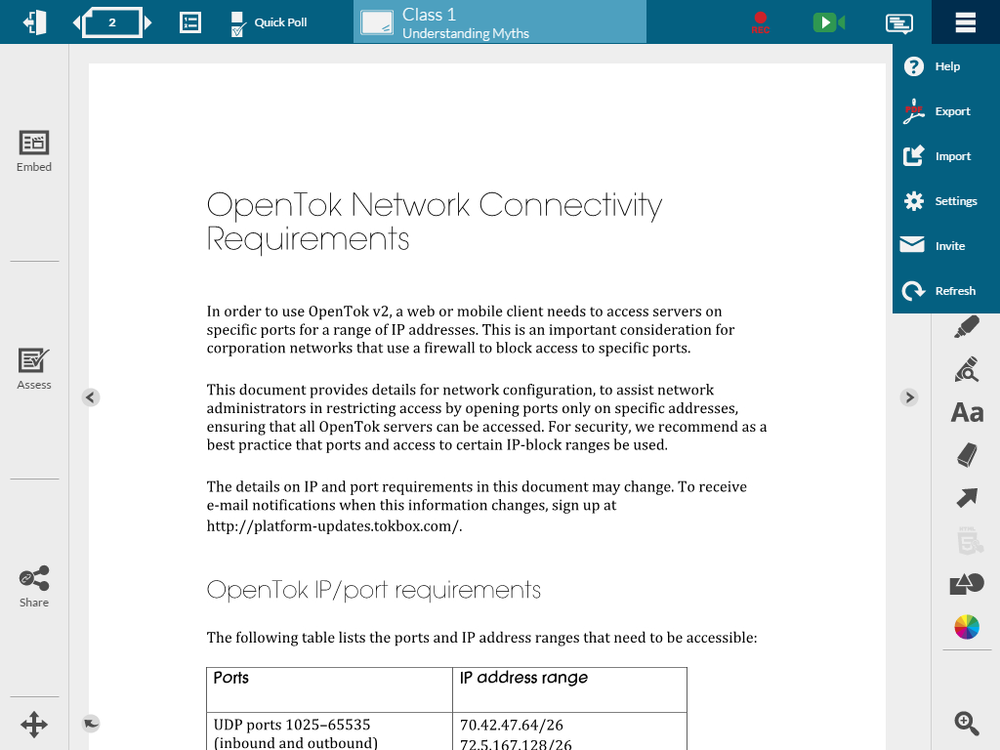 2
Quick Poll
Class 1
Understanding Myths
REC
Help
Export
Import
Settings
Invite
Refresh
Embed
Assess
Share
OpenTok Network Connectivity
Requirements
In order to use OpenTok v2, a web or mobile client needs to access servers on
specific ports for a range of IP addresses. This is an important consideration for
corporation networks that use a firewall to block access to specific ports.
This document provides details for network configuration, to assist network
administrators in restricting access by opening ports only on specific addresses,
ensuring that all OpenTok servers can be accessed. For security, we recommend as a
best practice that ports and access to certain IP-block ranges be used.
The details on IP and port requirements in this document may change. To receive
e-mail notifications when this information changes, sign up at
http://platform-updates.tokbox.com/.
OpenTok IP/port requirements
The following table lists the ports and IP address ranges that need to be accessible:
Ports
IP address range
UDP ports 1025–65535
70.42.47.64/26
(inbound and outbound)
72.5.167.128/26
Aa
HTML
5